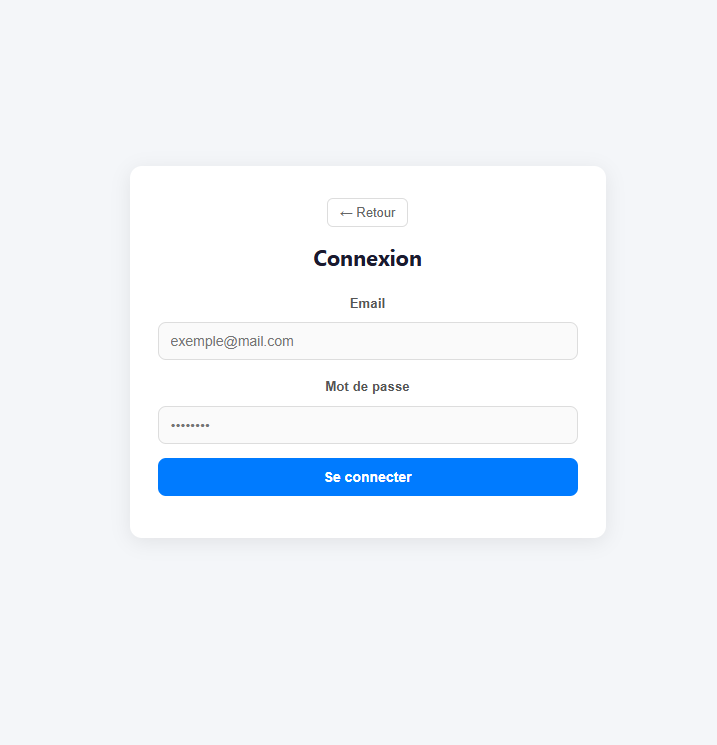 ← Retour
Connexion
Email
exemple@mail.com
Mot de passe
••••••••
Se connecter